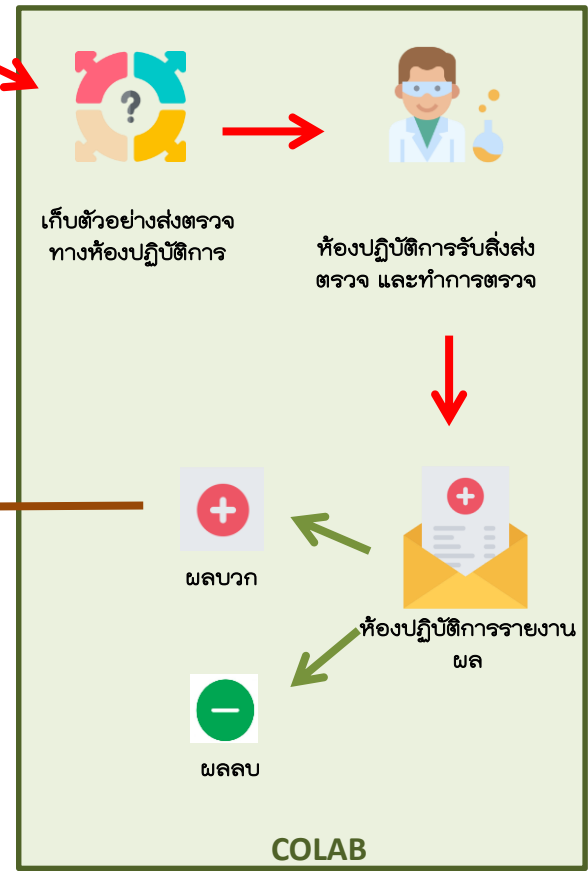 ?
เก็บตัวอย่างส่งตรวจ
ทางห้องปฏิบัติการ
ห้องปฏิบัติการรับสิ่งส่ง
ตรวจ และทำการตรวจ
ผลบวก
ห้องปฏิบัติการรายงาน
ผล
ผลลบ
COLAB